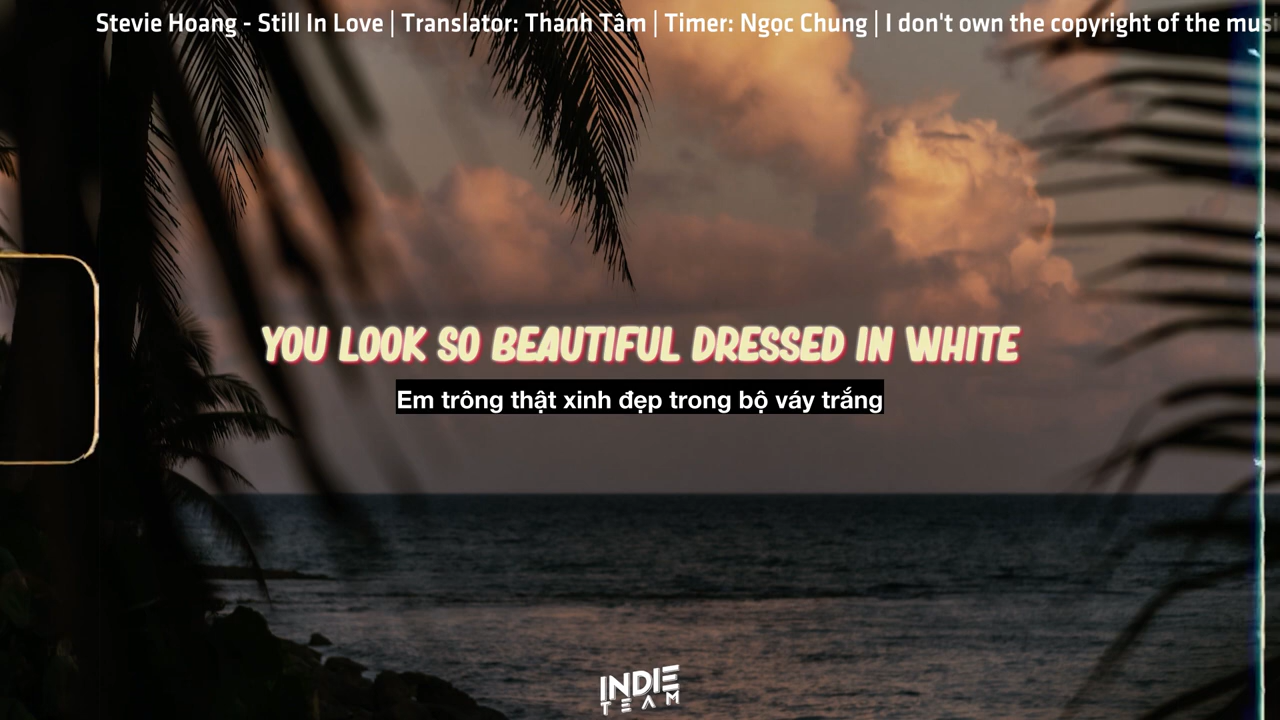 Stevie Hoang - Still In Love | Translator: Thanh Tâm | Timer: Ngọc Chung | I don't own the copyright of the mus
YOU LOOK SO BEAUTIFUL DRESSED IN WHITE
Em trông thật xinh đẹp trong bộ váy trắng
INDIE
TEAM